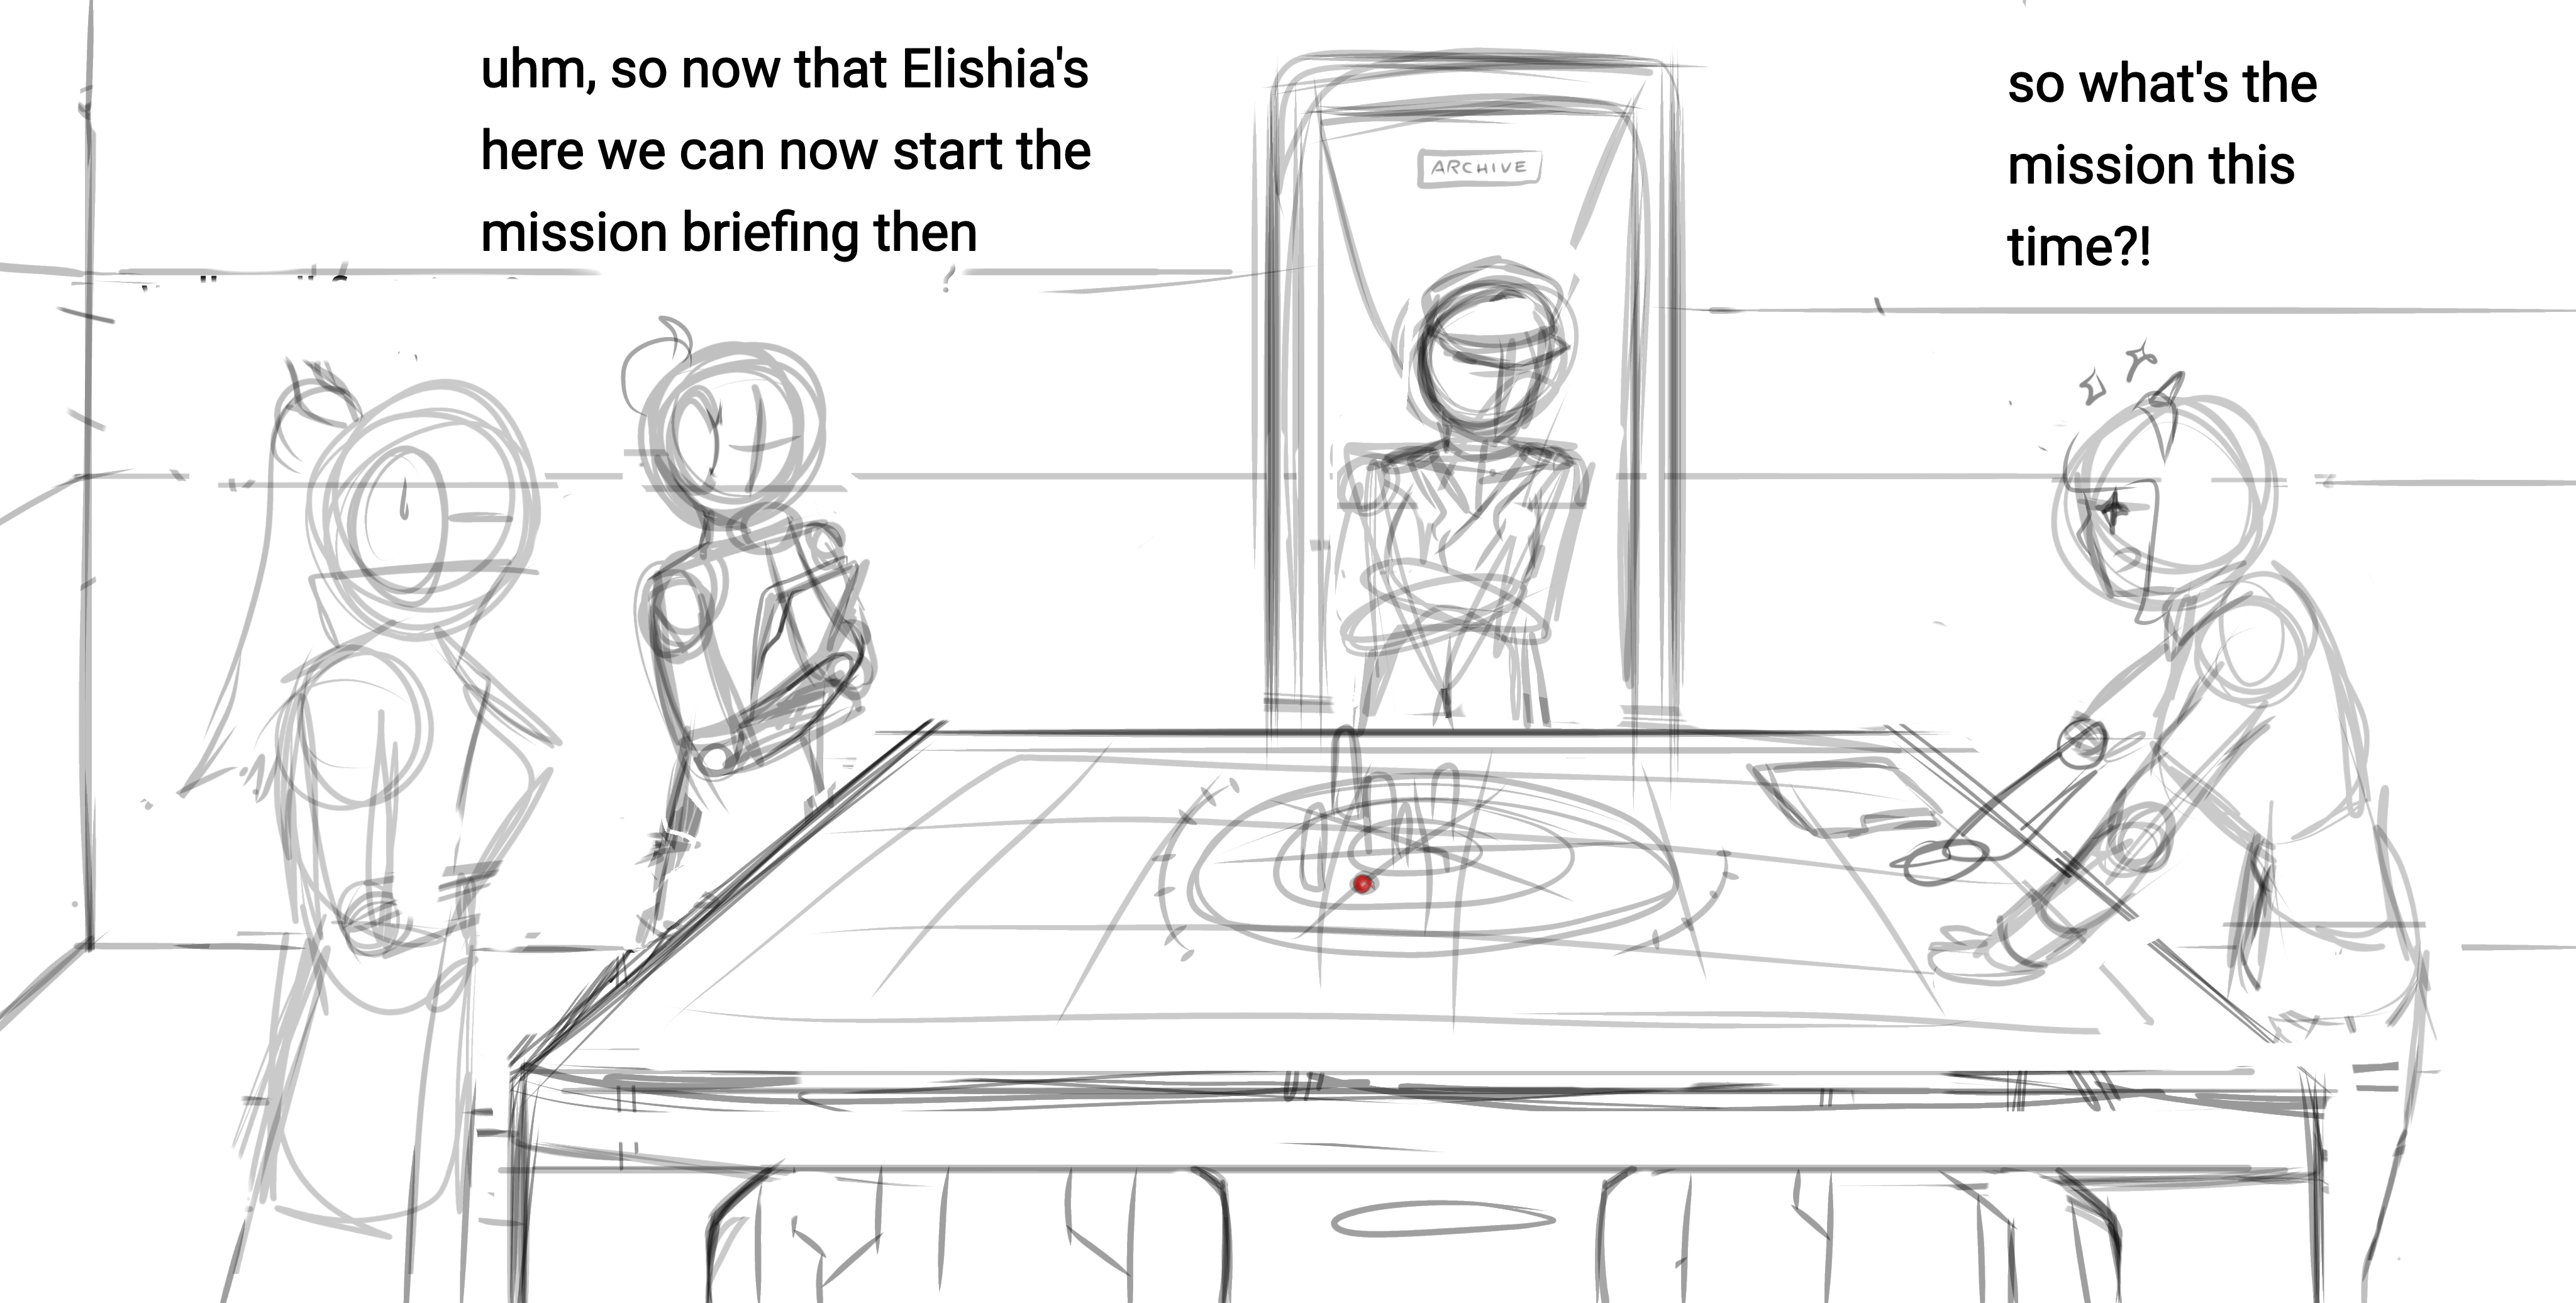 uhm, so now that Elishia's
here we can now start the
mission briefing then
ARCHIVE
so what's the
mission this
time?!